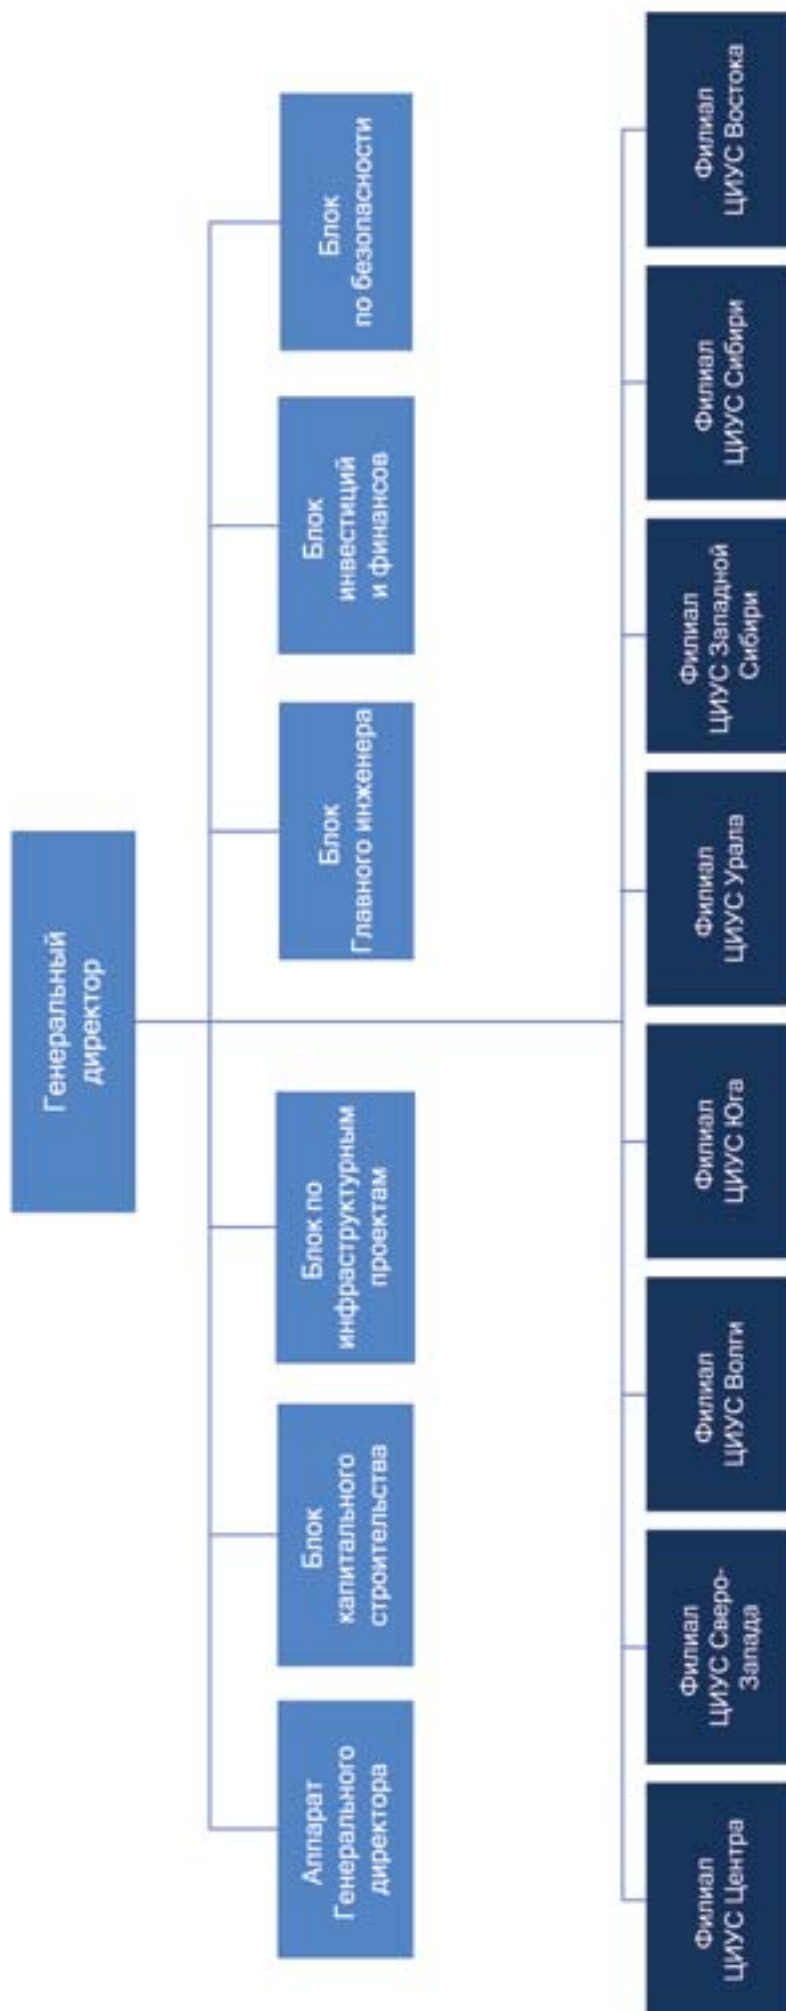 Генеральный
директор
Аппарат
Генерального
директора
Блок
капитального
строительства
Блок по
инфраструктурным
проектам
Блок
Главного инженера
Блок
инвестиций
и финансов
Блок
по безопасности
Филиал
ЦИУС Центра
Филиал
ЦИУС Сверо-
Запада
Филиал
ЦИУС Волги
Филиал
ЦИУС Юга
Филиал
ЦИУС Урала
Филиал
ЦИУС Западной
Сибири
Филиал
ЦИУС Сибири
Филиал
ЦИУС Востока